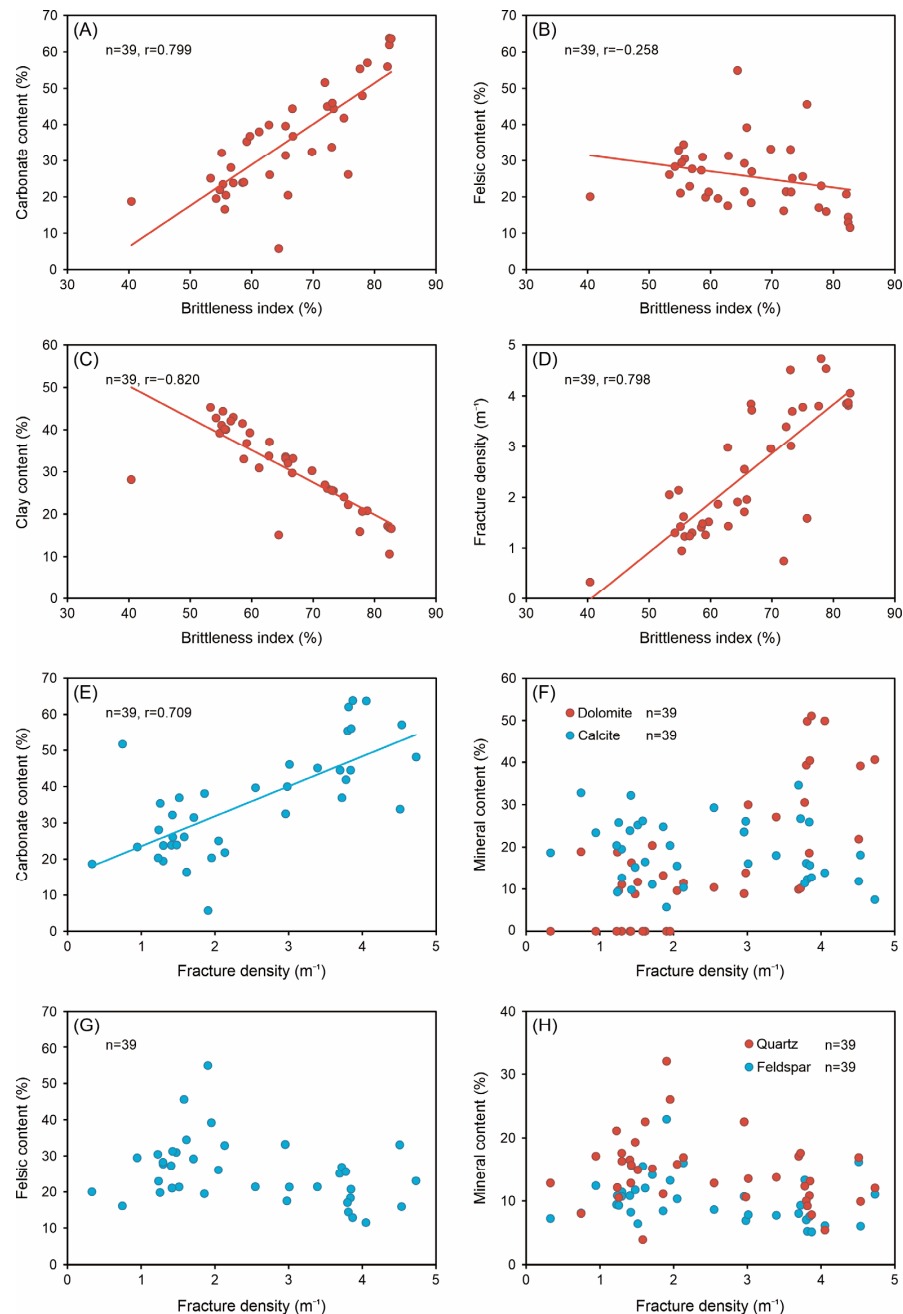 (A)
n=39, r=0.799
Carbonate content (%)
70
60
50
40
30
20
10
0
30 40 50 60 70 80 90
Brittleness index (%)
(B)
n=39, r=−0.258
Felsic content (%)
70
60
50
40
30
20
10
0
30 40 50 60 70 80 90
Brittleness index (%)
(C)
n=39, r=−0.820
Clay content (%)
60
50
40
30
20
10
0
30 40 50 60 70 80 90
Brittleness index (%)
(D)
n=39, r=0.798
Fracture density (m⁻¹)
5
4
3
2
1
0
30 40 50 60 70 80 90
Brittleness index (%)
(E)
n=39, r=0.709
Carbonate content (%)
70
60
50
40
30
20
10
0
0 1 2 3 4 5
Fracture density (m⁻¹)
(F)
Dolomite n=39
Calcite n=39
Mineral content (%)
60
50
40
30
20
10
0
0 1 2 3 4 5
Fracture density (m⁻¹)
(G)
n=39
Felsic content (%)
70
60
50
40
30
20
10
0
0 1 2 3 4 5
Fracture density (m⁻¹)
(H)
Quartz n=39
Feldspar n=39
Mineral content (%)
40
30
20
10
0
0 1 2 3 4 5
Fracture density (m⁻¹)